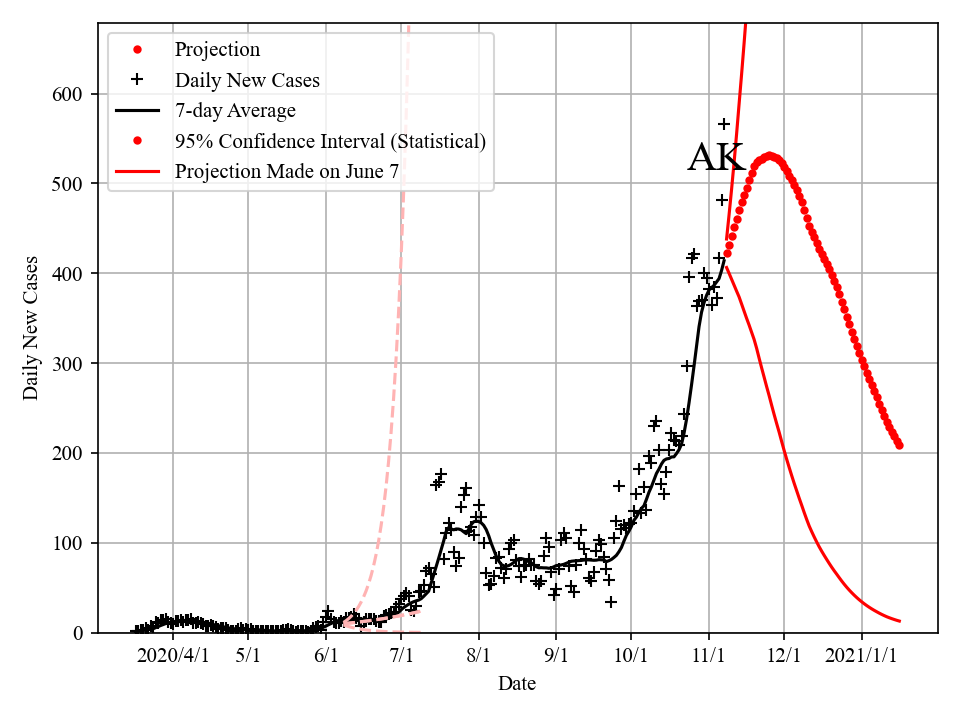 Projection
Daily New Cases
7-day Average
95% Confidence Interval (Statistical)
Projection Made on June 7
AK
Daily New Cases
600
500
400
300
200
100
0
2020/4/1 5/1 6/1 7/1 8/1 9/1 10/1 11/1 12/1 2021/1/1
Date